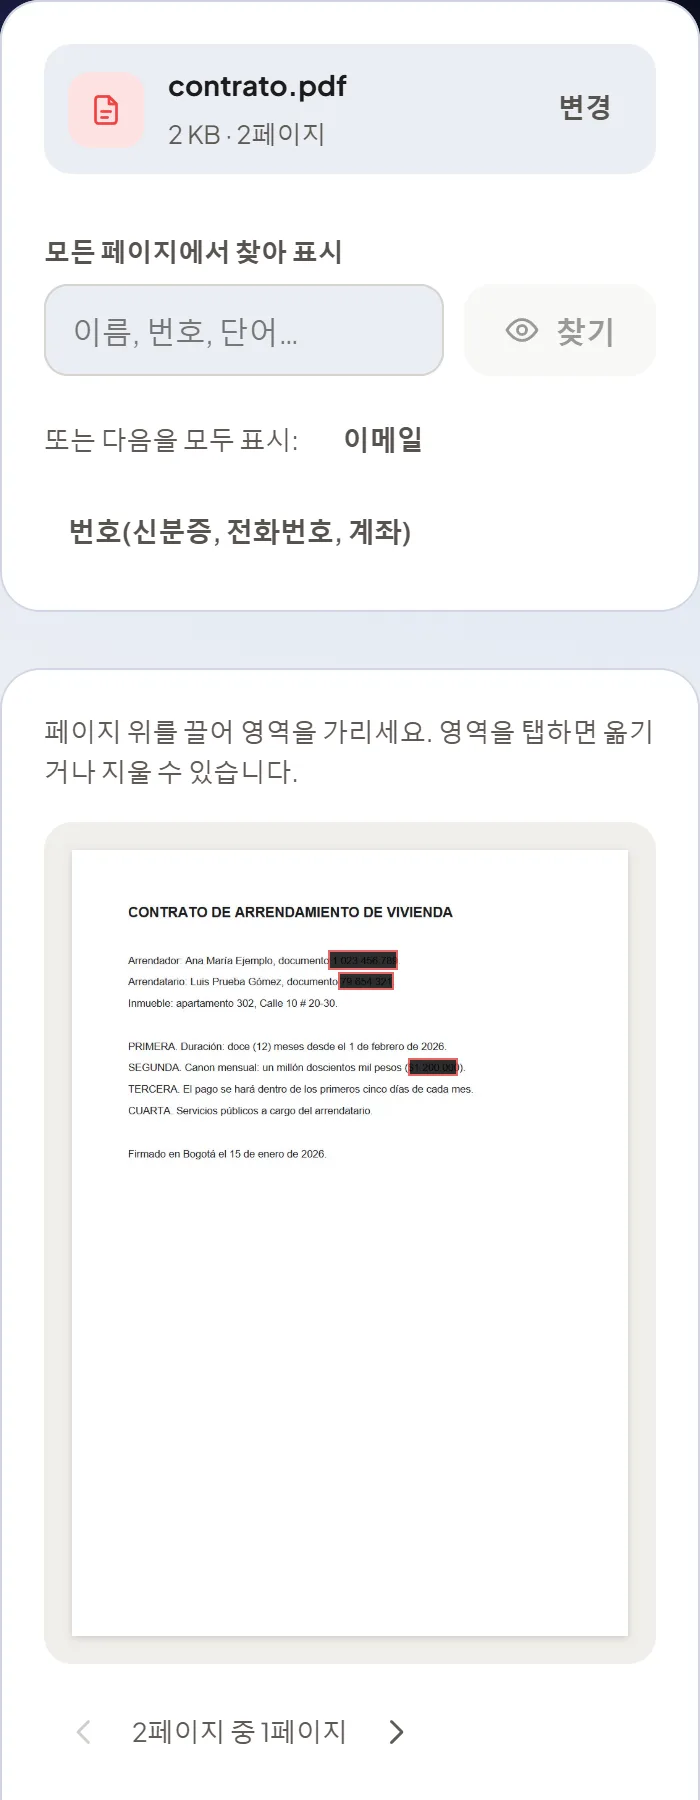 contrato.pdf
2 KB · 2페이지
변경
모든 페이지에서 찾아 표시
이름, 번호, 단어...
찾기
또는 다음을 모두 표시:
이메일
번호(신분증, 전화번호, 계좌)
페이지 위를 끌어 영역을 가리세요. 영역을 탭하면 옮기
거나 지울 수 있습니다.
CONTRATO DE ARRENDAMIENTO DE VIVIENDA
Arrendador: Ana María Ejemplo, documento
Arrendatario: Luis Prueba Gómez, documento
Inmueble: apartamento 302, Calle 10 # 20-30.
PRIMERA. Duración: doce (12) meses desde el 1 de febrero de 2026.
SEGUNDA. Canon mensual: un millón doscientos mil pesos ( ).
TERCERA. El pago se hará dentro de los primeros cinco días de cada mes.
CUARTA. Servicios públicos a cargo del arrendatario.
Firmado en Bogotá el 15 de enero de 2026.
2페이지 중 1페이지